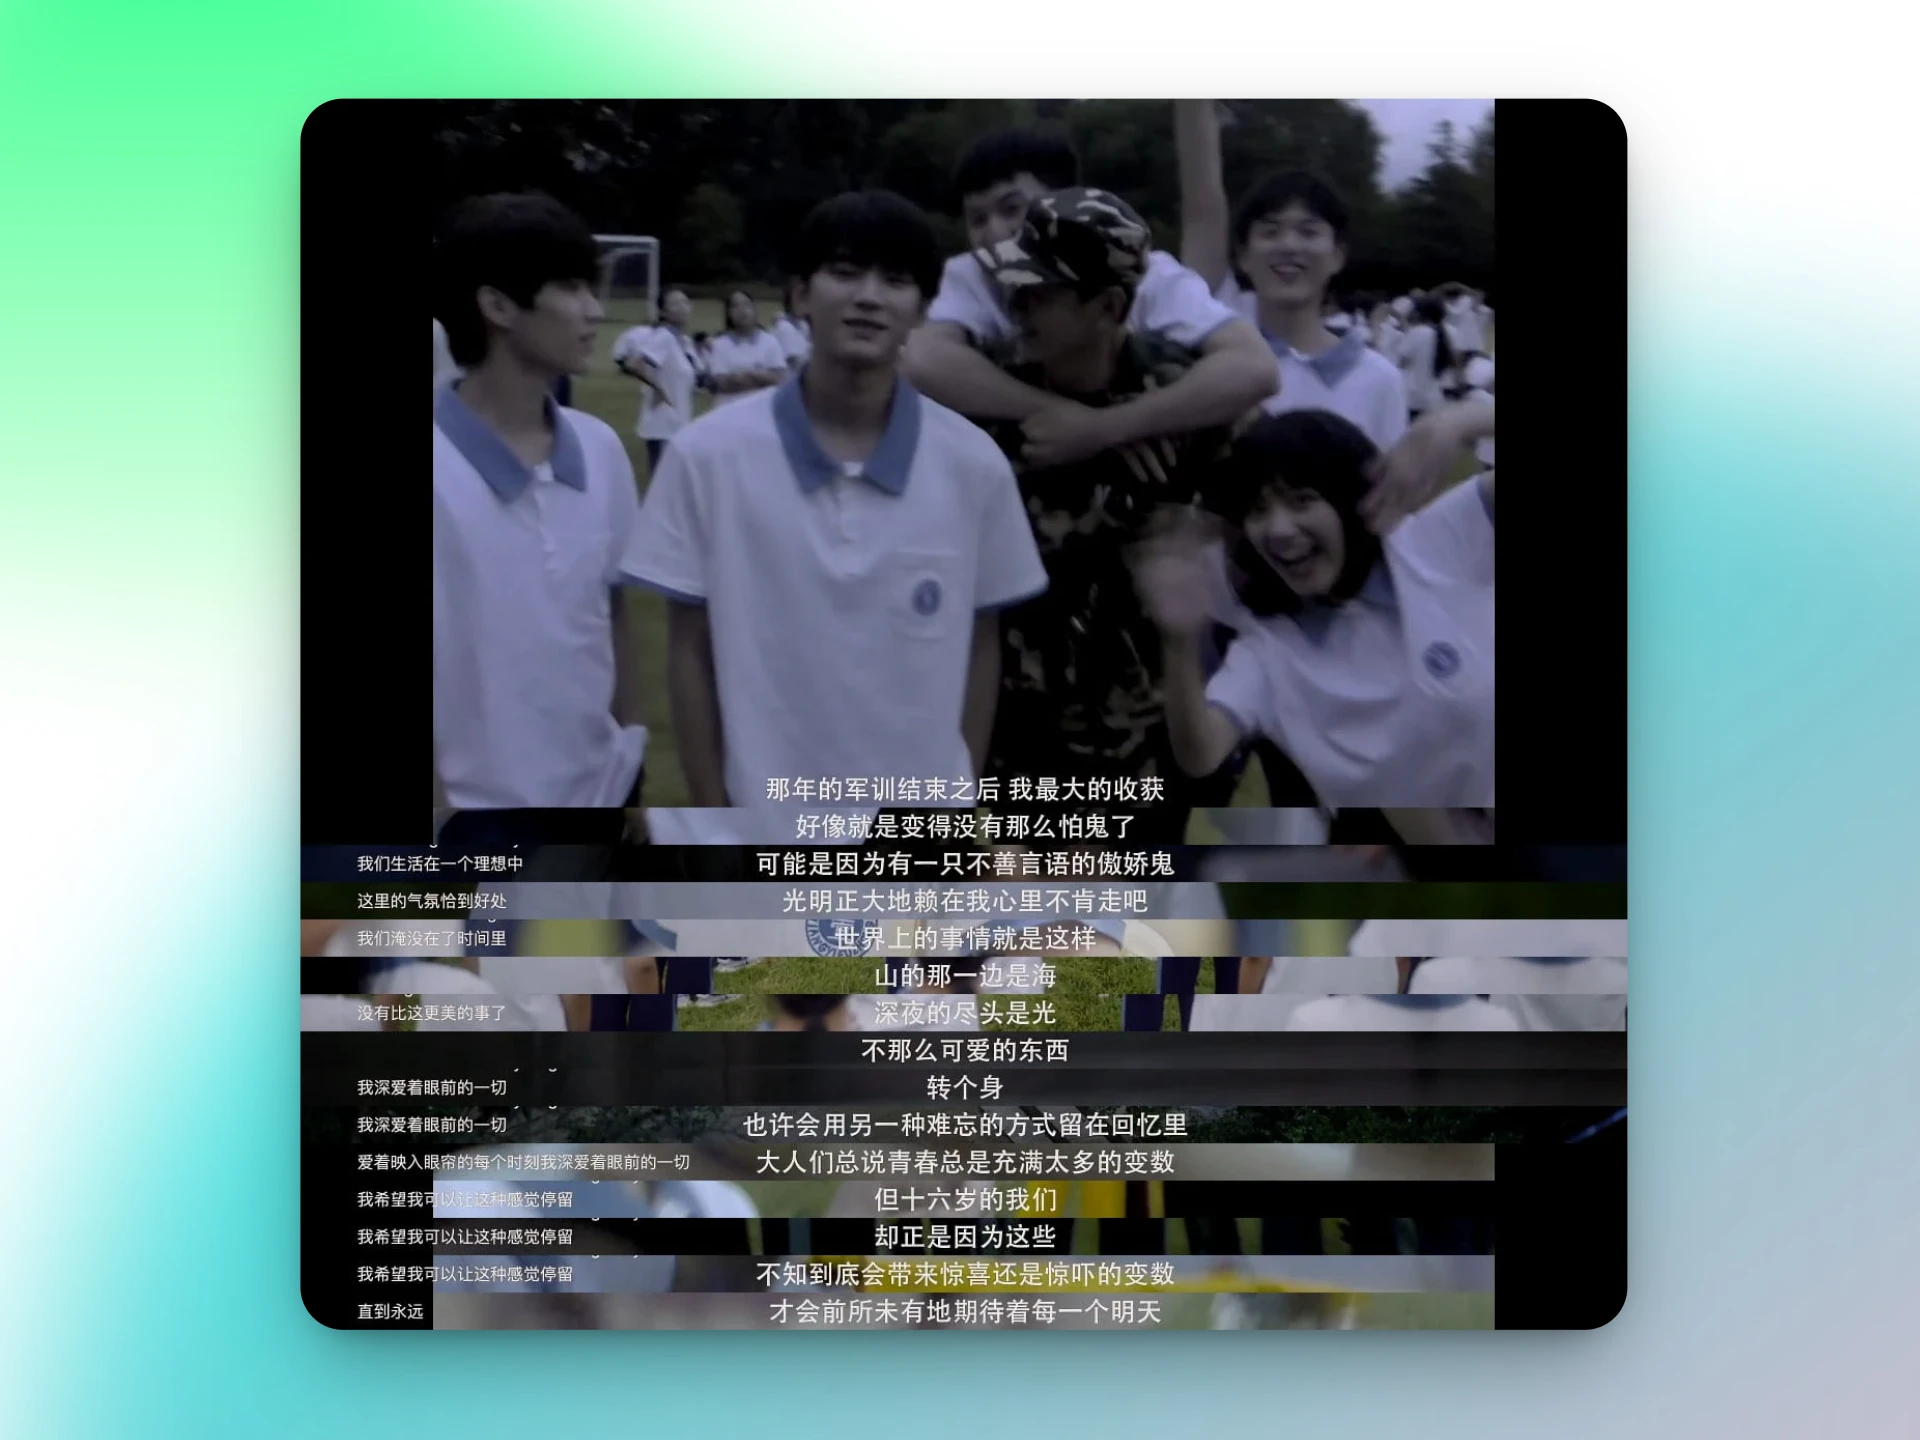 那年的军训结束之后 我最大的收获
好像就是变得没有那么怕鬼了
我们生活在一个理想中
可能是因为有一只不善言语的傲娇鬼
这里的气氛恰到好处
光明正大地赖在我心里不肯走吧
我们淹没在了时间里
世界上的事情就是这样
山的那一边是海
没有比这更美的事了
深夜的尽头是光
不那么可爱的东西
我深爱着眼前的一切
转个身
我深爱着眼前的一切
也许会用另一种难忘的方式留在回忆里
爱着映入眼帘的每个时刻我深爱着眼前的一切
大人们总说青春总是充满太多的变数
我希望我可以让这种感觉停留
但十六岁的我们
我希望我可以让这种感觉停留
却正是因为这些
我希望我可以让这种感觉停留
不知到底会带来惊喜还是惊吓的变数
直到永远
才会前所未有地期待着每一个明天